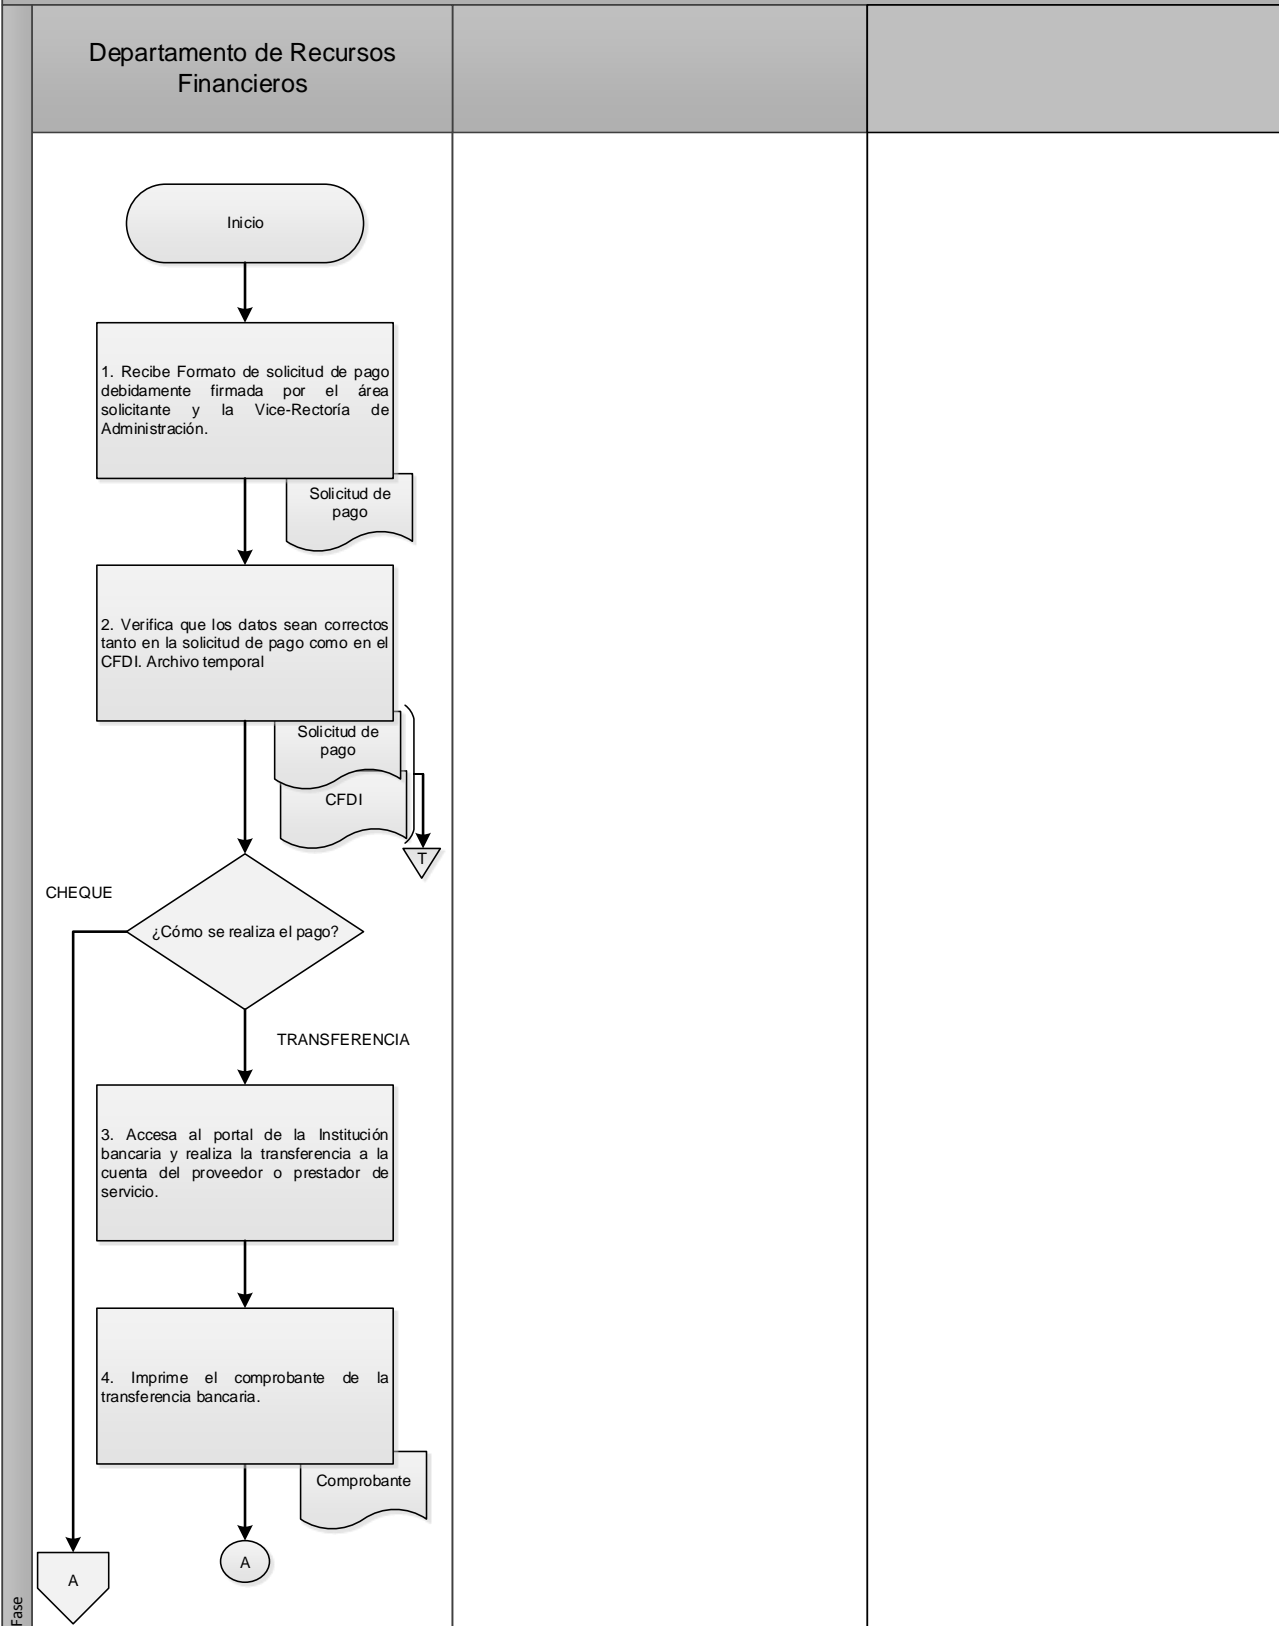 Departamento de Recursos
Financieros
Inicio
1. Recibe Formato de solicitud de pago
debidamente firmada por el área
solicitante y la Vice-Rectoría de
Administración.
Solicitud de
pago
2. Verifica que los datos sean correctos
tanto en la solicitud de pago como en el
CFDI. Archivo temporal
Solicitud de
pago
CFDI
T
CHEQUE
¿Cómo se realiza el pago?
TRANSFERENCIA
3. Accesa al portal de la Institución
bancaria y realiza la transferencia a la
cuenta del proveedor o prestador de
servicio.
4. Imprime el comprobante de la
transferencia bancaria.
Comprobante
A
A
Fase